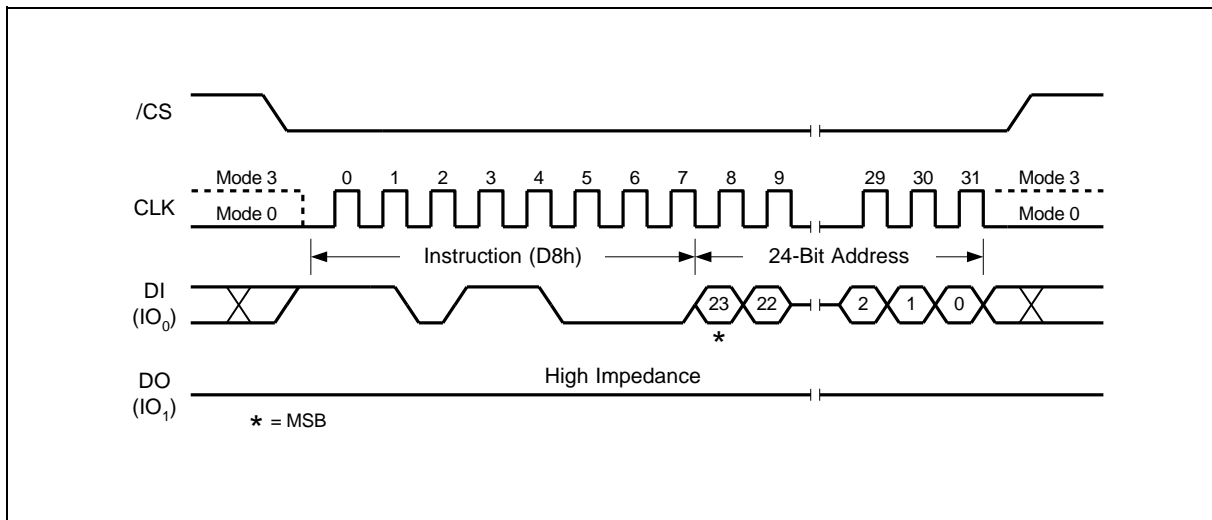 /CS
Mode 3 0 1 2 3 4 5 6 7 8 9 29 30 31 Mode 3
CLK Mode 0 Mode 0
Instruction (D8h) 24-Bit Address
DI
(IO₀) 23 22 2 1 0
*
High Impedance
DO
(IO₁)
* = MSB